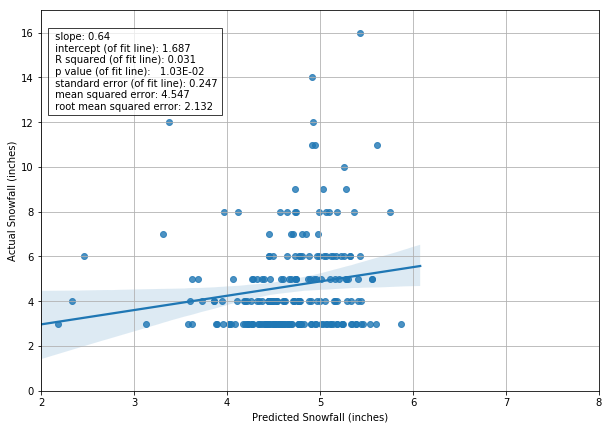 slope: 0.64
intercept (of fit line): 1.687
R squared (of fit line): 0.031
p value (of fit line): 1.03E-02
standard error (of fit line): 0.247
mean squared error: 4.547
root mean squared error: 2.132
Actual Snowfall (inches)
16
14
12
10
8
6
4
2
0
2 3 4 5 6 7 8
Predicted Snowfall (inches)